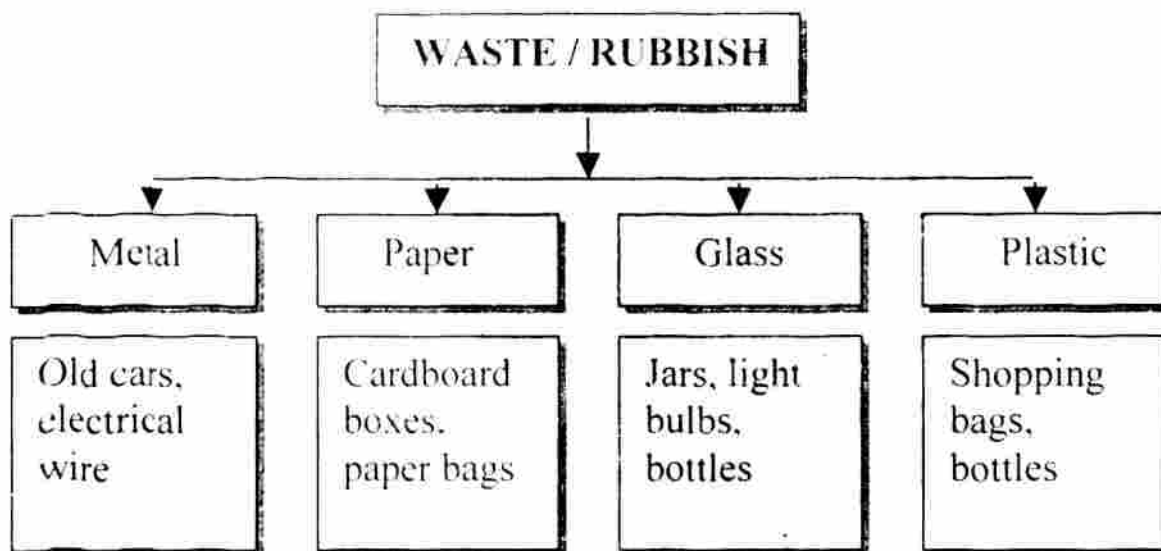 WASTE / RUBBISH
Metal
Paper
Glass
Plastic
Old cars,
electrical
wire
Cardboard
boxes.
paper bags
Jars, light
bulbs,
bottles
Shopping
bags,
bottles